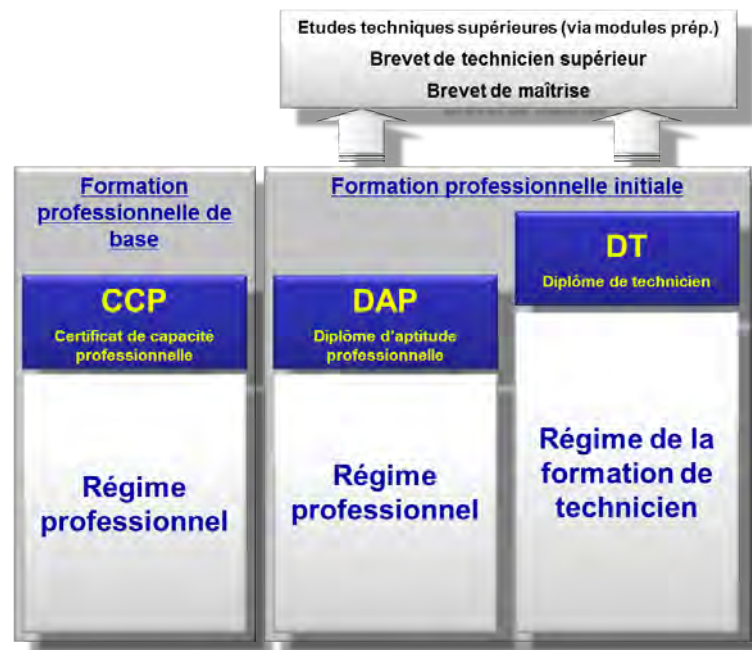 Etudes techniques supérieures (via modules prép.)
Brevet de technicien supérieur
Brevet de maîtrise
Formation
professionnelle de
base
CCP
Certificat de capacité
professionnelle
Régime
professionnel
Formation professionnelle initiale
DAP
Diplôme d'aptitude
professionnelle
Régime
professionnel
DT
Diplôme de technicien
Régime de la
formation de
technicien